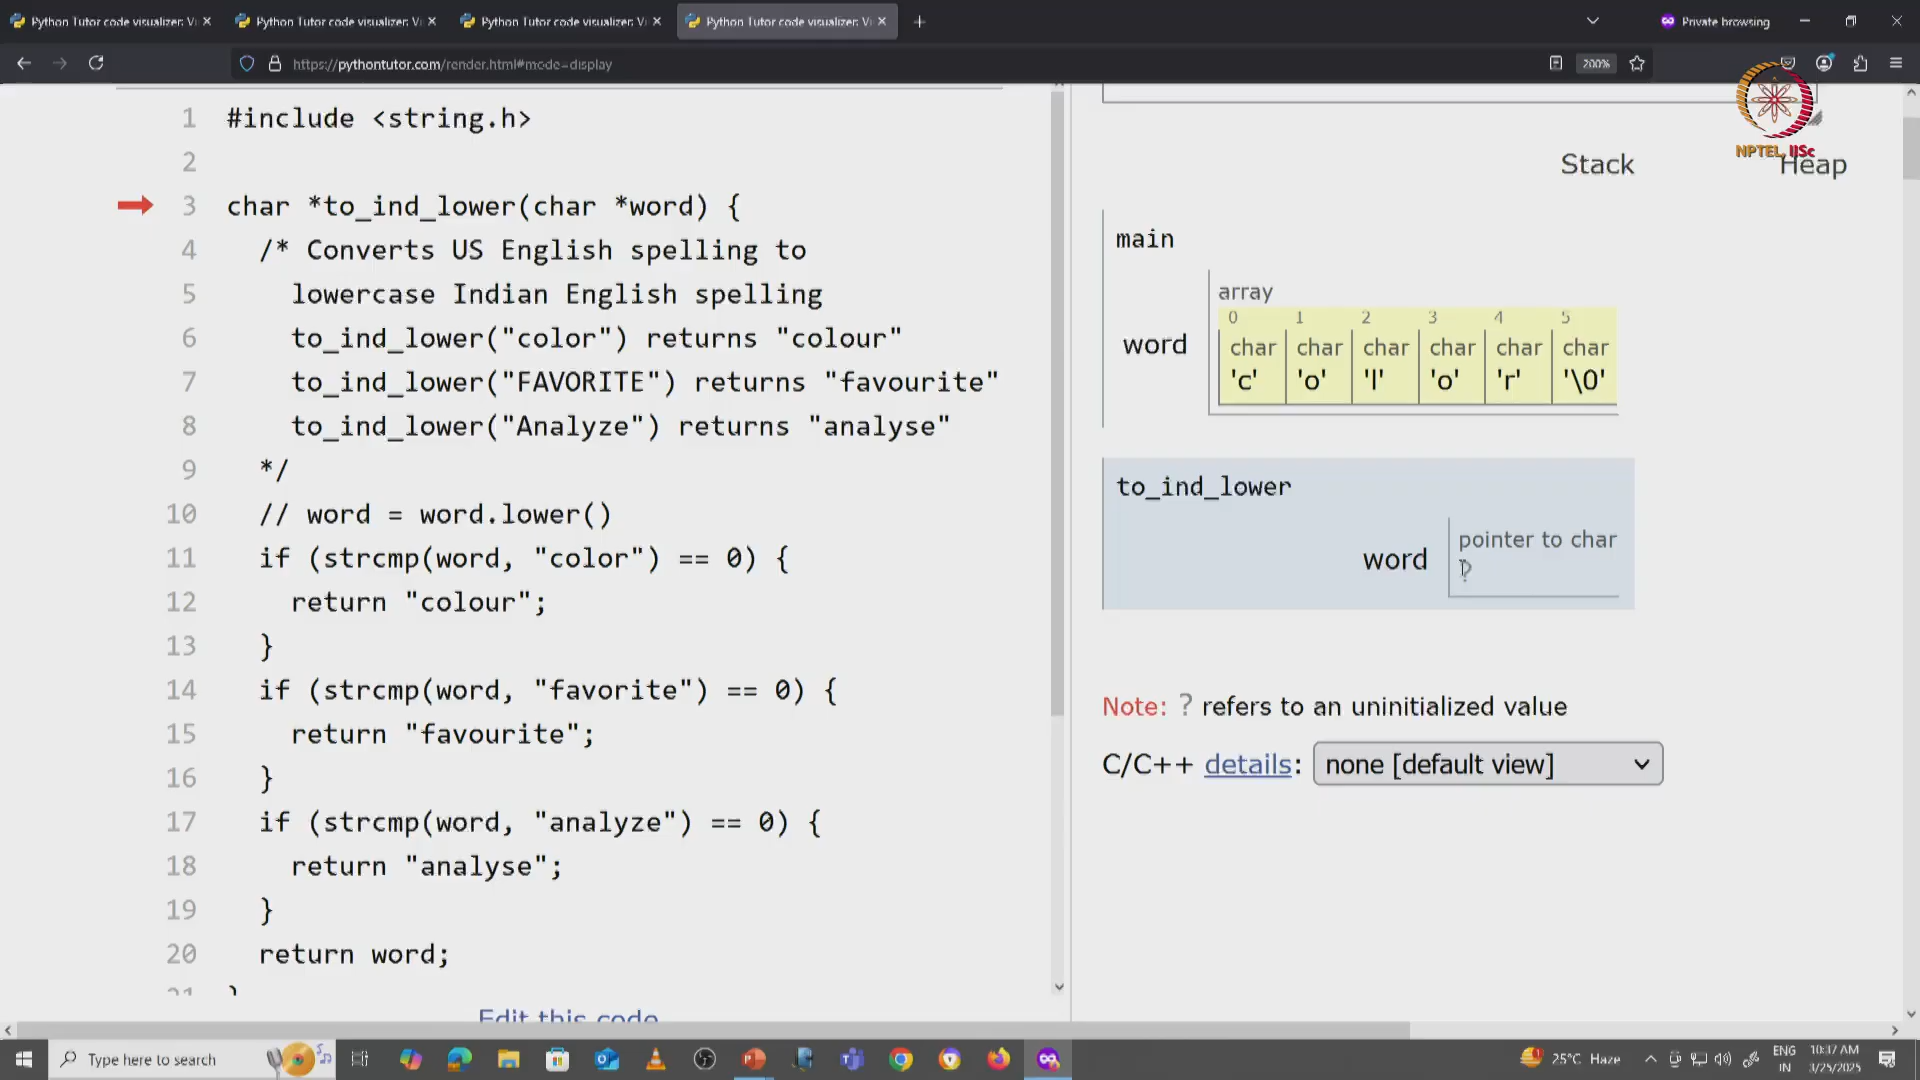 Python Tutor code visualizer: Vi
Python Tutor code visualizer: Vi
Python Tutor code visualizer: Vi
Python Tutor code visualizer: Vi
Private browsing
https://pythontutor.com/render.html#mode=display
200%
NPTEL, IISc
1 #include <string.h>
2
3 char *to_ind_lower(char *word) {
4 /* Converts US English spelling to
5 lowercase Indian English spelling
6 to_ind_lower("color") returns "colour"
7 to_ind_lower("FAVORITE") returns "favourite"
8 to_ind_lower("Analyze") returns "analyse"
9 */
10 // word = word.lower()
11 if (strcmp(word, "color") == 0) {
12 return "colour";
13 }
14 if (strcmp(word, "favorite") == 0) {
15 return "favourite";
16 }
17 if (strcmp(word, "analyze") == 0) {
18 return "analyse";
19 }
20 return word;
21 }
Edit this code
Stack Heap
main
array
0 1 2 3 4 5
word
char char char char char char
'c' 'o' 'l' 'o' 'r' '\0'
to_ind_lower
pointer to char
word
?
Note: ? refers to an uninitialized value
C/C++ details: none [default view]
Type here to search
25°C Haze
ENG
IN
10:37 AM
3/25/2025